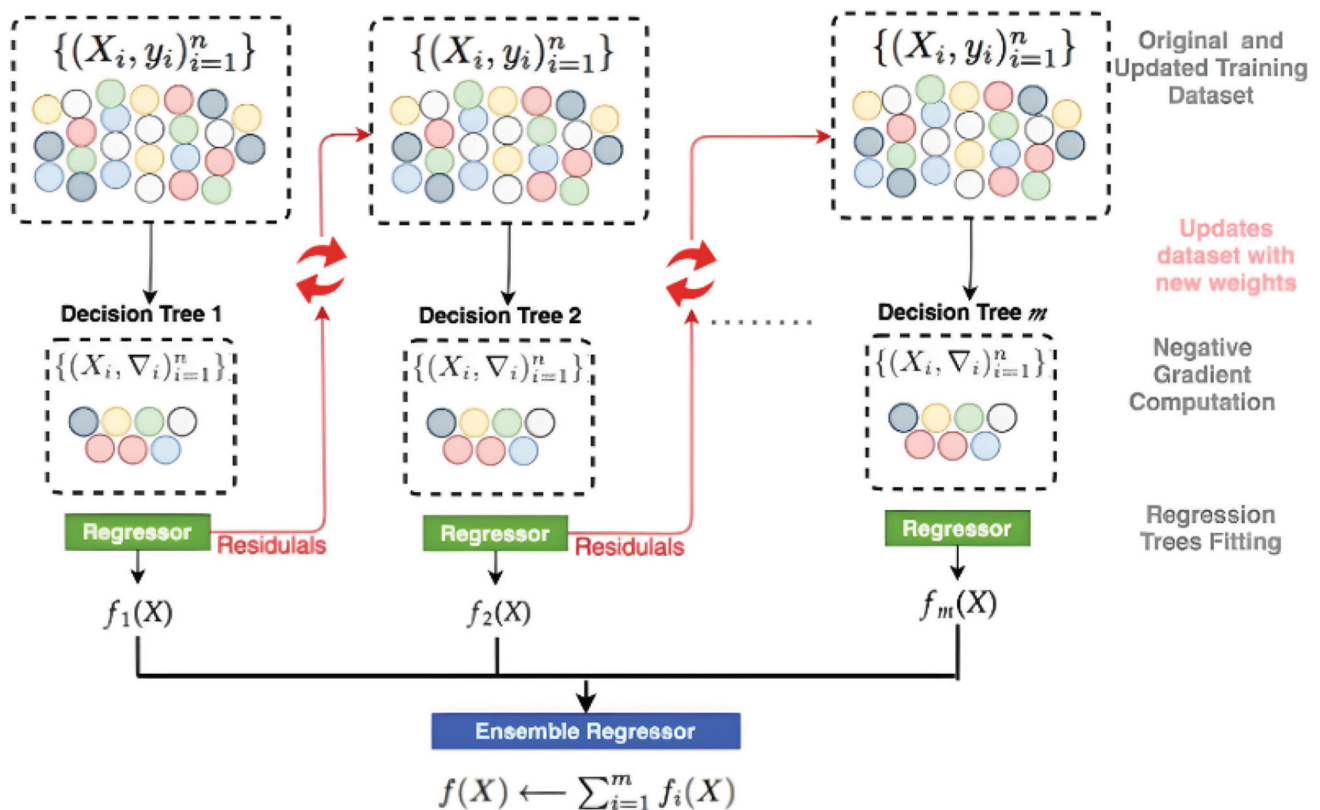 {(X_i, y_i)_{i=1}^n}
{(X_i, y_i)_{i=1}^n}
{(X_i, y_i)_{i=1}^n}
Original and
Updated Training
Dataset
Updates
dataset with
new weights
Decision Tree 1
Decision Tree 2
........
Decision Tree m
{(X_i, ∇_i)_{i=1}^n}
{(X_i, ∇_i)_{i=1}^n}
{(X_i, ∇_i)_{i=1}^n}
Negative
Gradient
Computation
Regressor
Residulals
Regressor
Residulals
Regressor
Regression
Trees Fitting
f_1(X)
f_2(X)
f_m(X)
Ensemble Regressor
f(X) ⟵ ∑_{i=1}^m f_i(X)